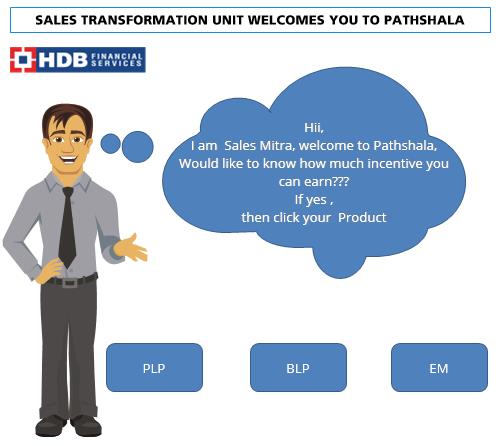 SALES TRANSFORMATION UNIT WELCOMES YOU TO PATHSHALA
HDB FINANCIAL
SERVICES
Hii,
I am  Sales Mitra, welcome to Pathshala,
Would like to know how much incentive you
can earn???
If yes ,
then click your  Product
PLP
BLP
EM